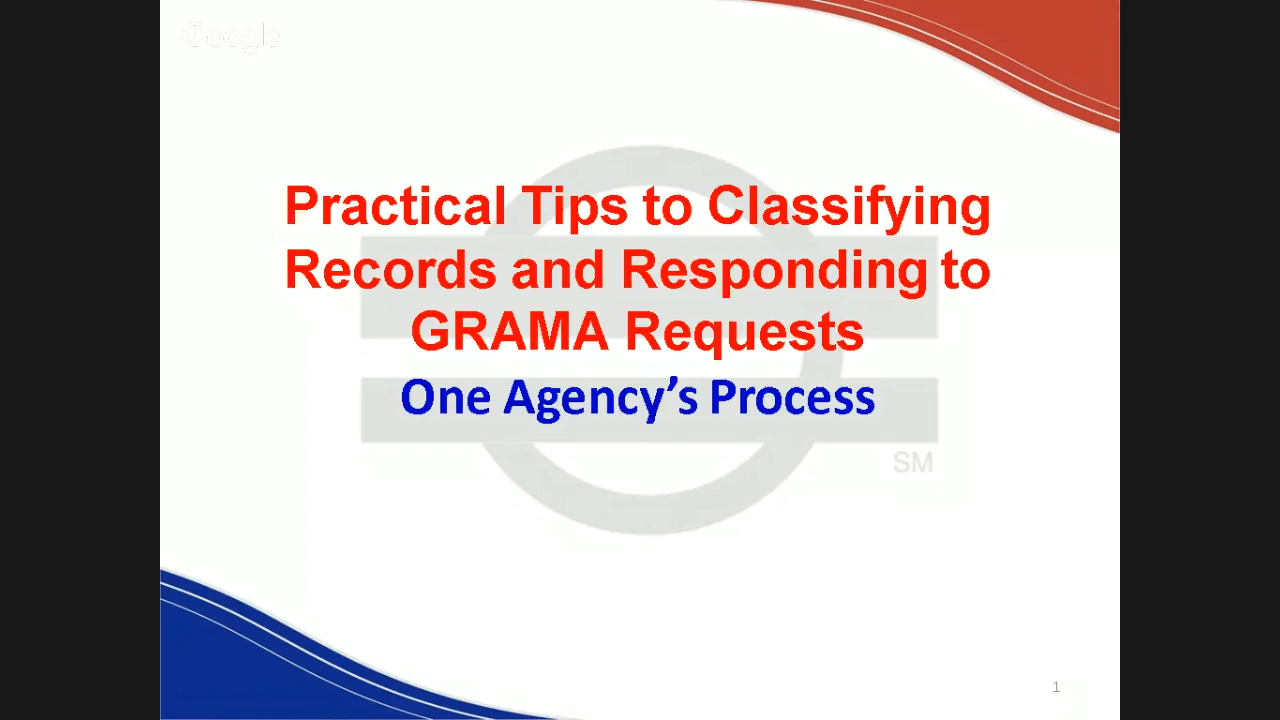 Google
Practical Tips to Classifying
Records and Responding to
GRAMA Requests
One Agency’s Process
SM
1